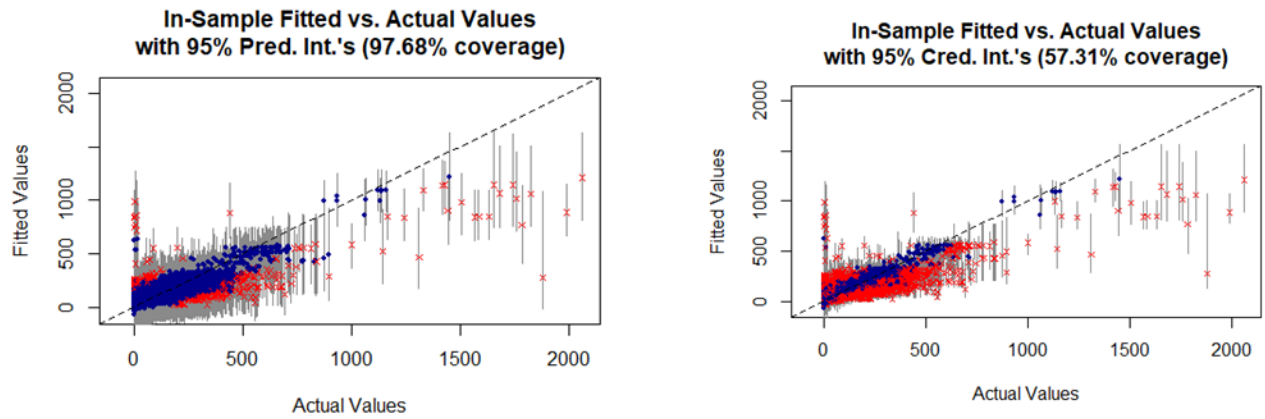 In-Sample Fitted vs. Actual Values
with 95% Pred. Int.'s (97.68% coverage)
Fitted Values
2000
1000
500
0
0
500
1000
1500
2000
Actual Values
In-Sample Fitted vs. Actual Values
with 95% Cred. Int.'s (57.31% coverage)
Fitted Values
2000
1000
500
0
0
500
1000
1500
2000
Actual Values